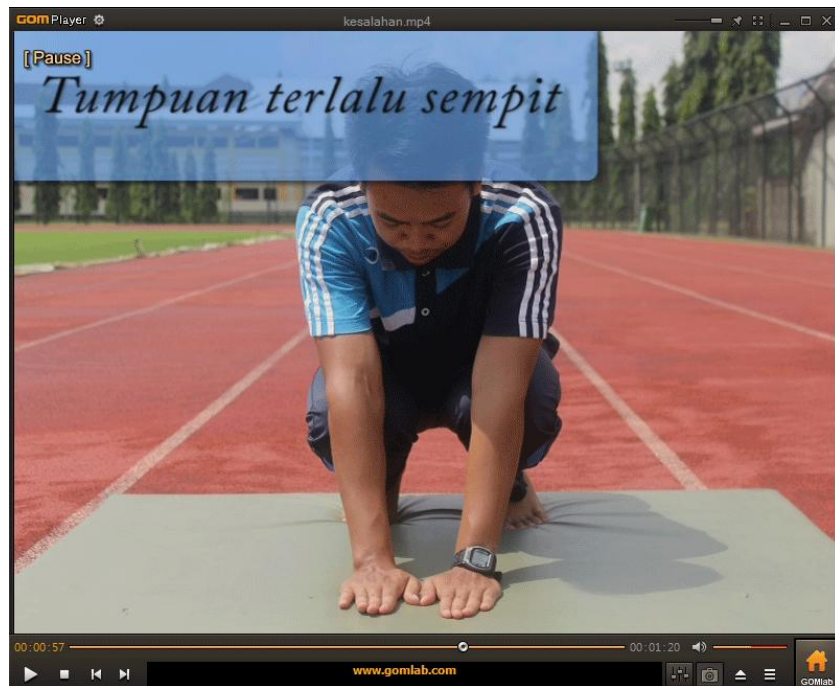 GOM Player
kesalahan.mp4
[ Pause ]
Tumpuan terlalu sempit
00:00:57
00:01:20
www.gomlab.com
GOMlab